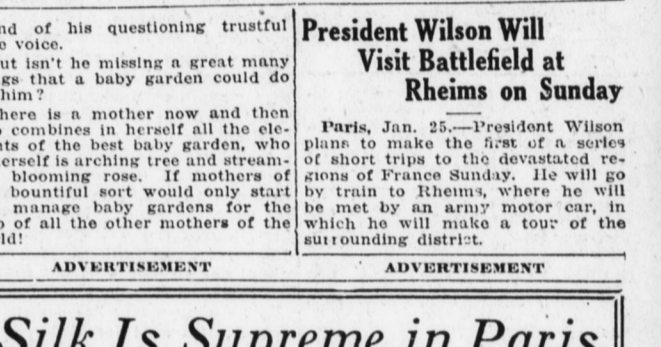 nd of his questioning trustful
voice.
ut isn't he missing a great many
gs that a baby garden could do
him?
here is a mother now and then
combines in herself all the ele-
ts of the best baby garden, who
erself is arching tree and stream-
blooming rose. If mothers of
bountiful sort would only start
manage baby gardens for the
of all the other mothers of the
ld!
ADVERTISEMENT
President Wilson Will
Visit Battlefield at
Rheims on Sunday
Paris, Jan. 25.—President Wilson
plans to make the first of a series
of short trips to the devastated re-
gions of France Sunday. He will go
by train to Rheims, where he will
be met by an army motor car, in
which he will make a tour of the
surrounding district.
ADVERTISEMENT
Silk Is Supreme in Paris